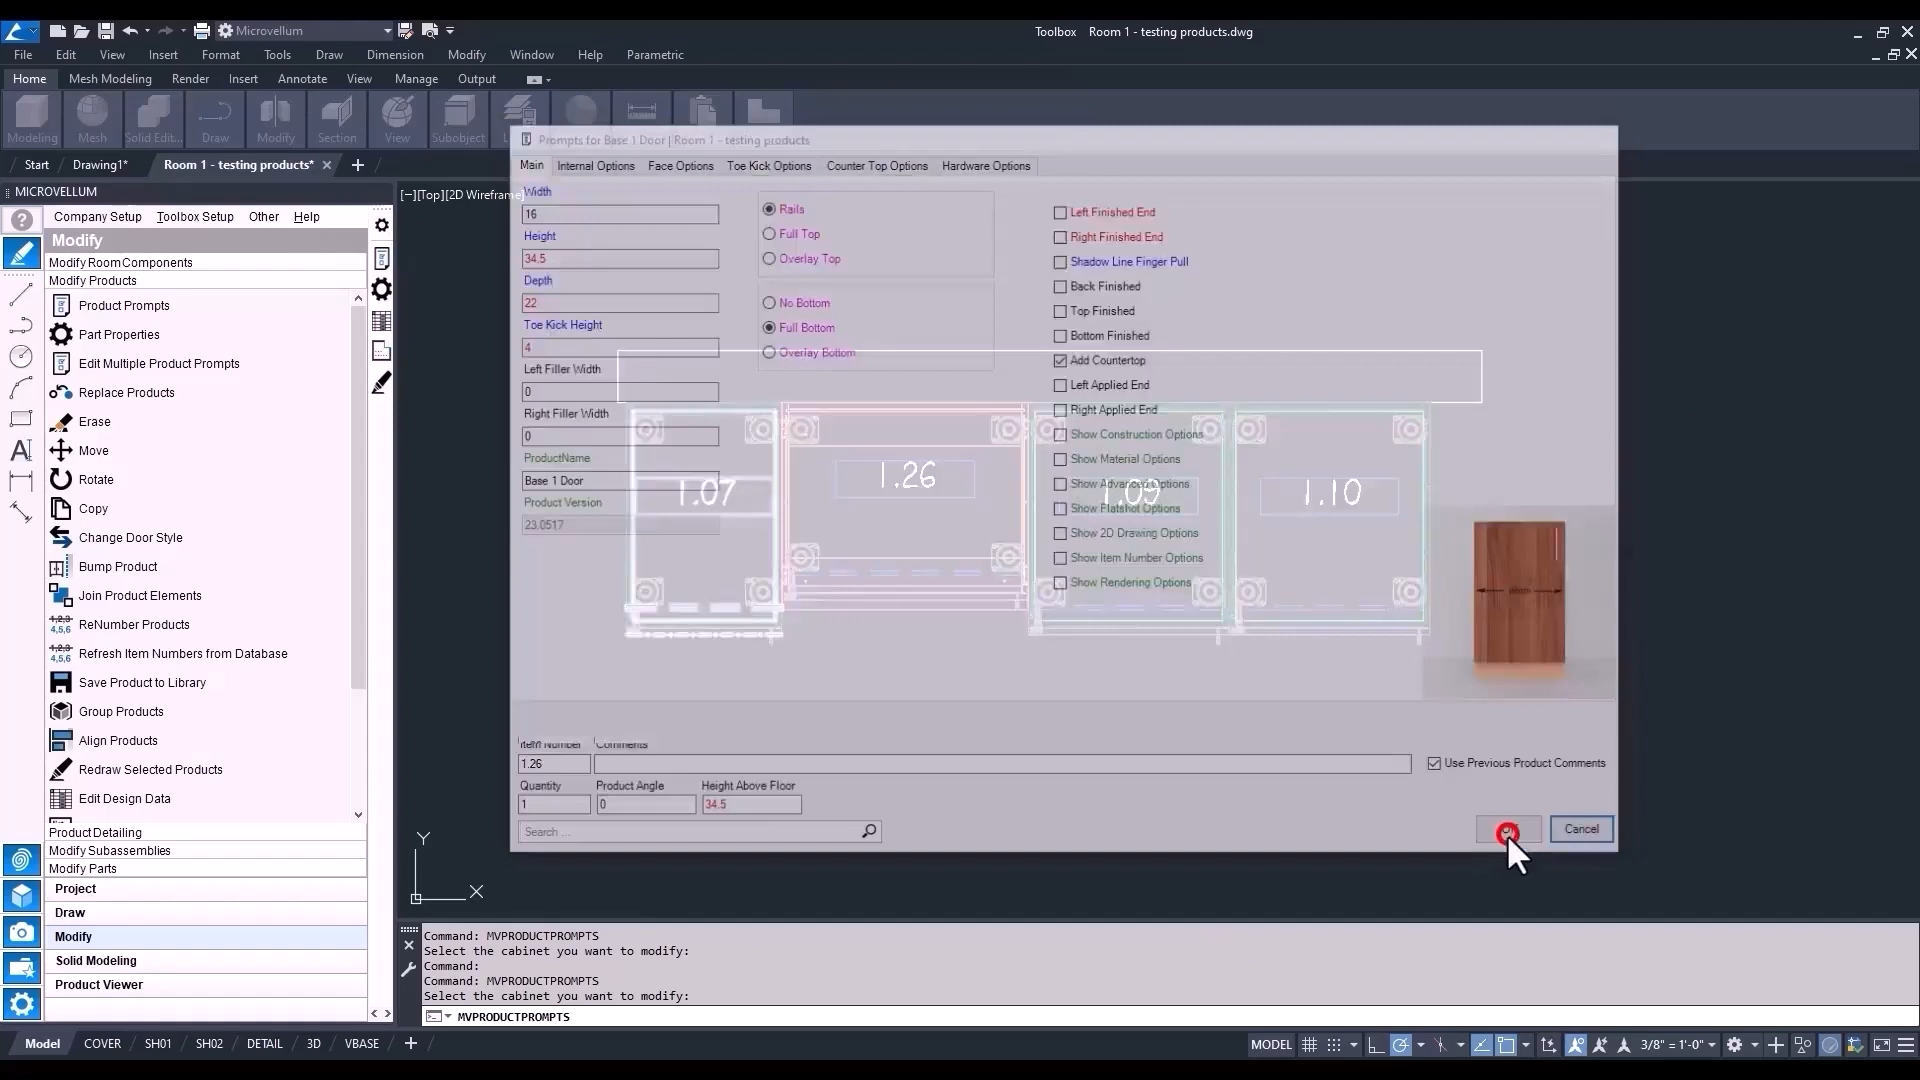 Microvellum
Toolbox Room 1 - testing products.dwg
File Edit View Insert Format Tools Draw Dimension Modify Window Help Parametric
Home Mesh Modeling Render Insert Annotate View Manage Output
Modeling Mesh Solid Edit... Draw Modify Section View Subobject
Start Drawing1* Room 1 - testing products*
MICROVELLUM
Company Setup Toolbox Setup Other Help
Modify
Modify Room Components
Modify Products
Product Prompts
Part Properties
Edit Multiple Product Prompts
Replace Products
Erase
Move
Rotate
Copy
Change Door Style
Bump Product
Join Product Elements
ReNumber Products
Refresh Item Numbers from Database
Save Product to Library
Group Products
Align Products
Redraw Selected Products
Edit Design Data
Product Detailing
Modify Subassemblies
Modify Parts
Project
Draw
Modify
Solid Modeling
Product Viewer
[−][Top][2D Wireframe]
Prompts for Base 1 Door | Room 1 - testing products
Main Internal Options Face Options Toe Kick Options Counter Top Options Hardware Options
Width
16
Height
34.5
Depth
22
Toe Kick Height
4
Left Filler Width
0
Right Filler Width
0
ProductName
Base 1 Door
Product Version
23.0517
Rails
Full Top
Overlay Top
No Bottom
Full Bottom
Overlay Bottom
Left Finished End
Right Finished End
Shadow Line Finger Pull
Back Finished
Top Finished
Bottom Finished
Add Countertop
Left Applied End
Right Applied End
Show Construction Options
Show Material Options
Show Advanced Options
Show Flatshot Options
Show 2D Drawing Options
Show Item Number Options
Show Rendering Options
1.07 1.26 1.09 1.10
Item Number Comments
1.26
Use Previous Product Comments
Quantity Product Angle Height Above Floor
1 0 34.5
Search ...
Cancel
Y
X
Command: MVPRODUCTPROMPTS
Select the cabinet you want to modify:
Command:
Command: MVPRODUCTPROMPTS
Select the cabinet you want to modify:
MVPRODUCTPROMPTS
Model COVER SH01 SH02 DETAIL 3D VBASE
MODEL 3/8" = 1'-0"